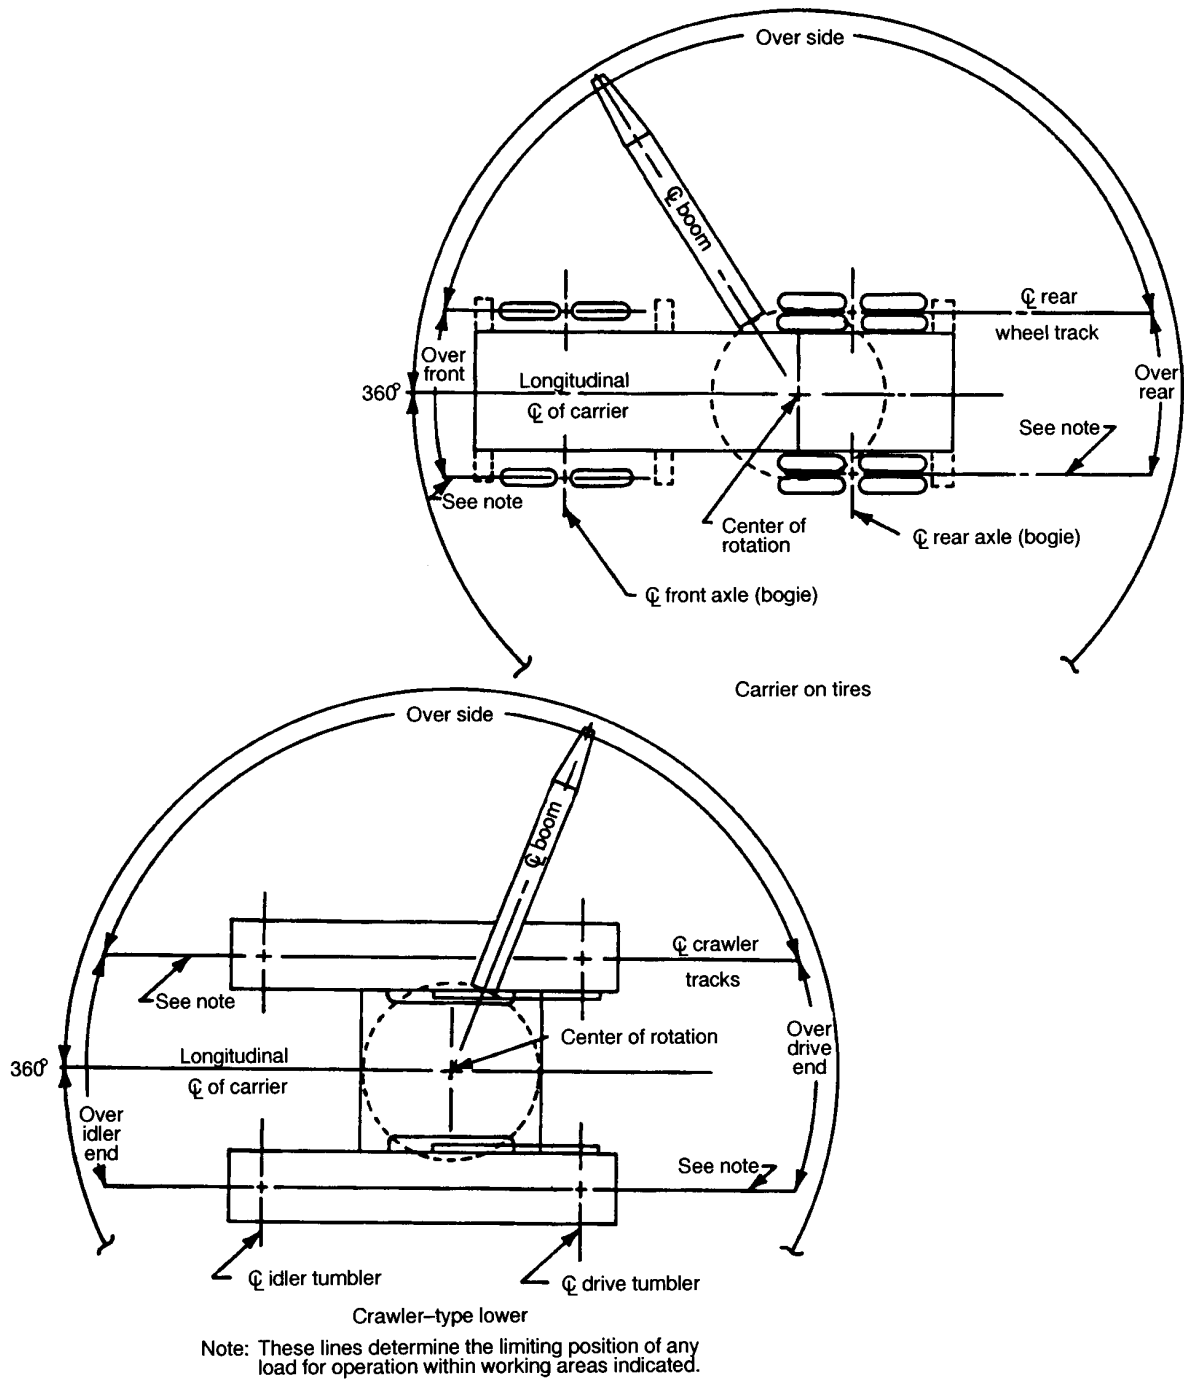 Over side
℄ boom
℄ rear
wheel track
Over
front
Over
rear
360°
Longitudinal
℄ of carrier
See note
See note
Center of
rotation
℄ rear axle (bogie)
℄ front axle (bogie)
Carrier on tires
Over side
℄ boom
℄ crawler
tracks
See note
Over
drive
end
Center of rotation
360°
Longitudinal
℄ of carrier
Over
idler
end
See note
℄ idler tumbler
℄ drive tumbler
Crawler–type lower
Note: These lines determine the limiting position of any
load for operation within working areas indicated.